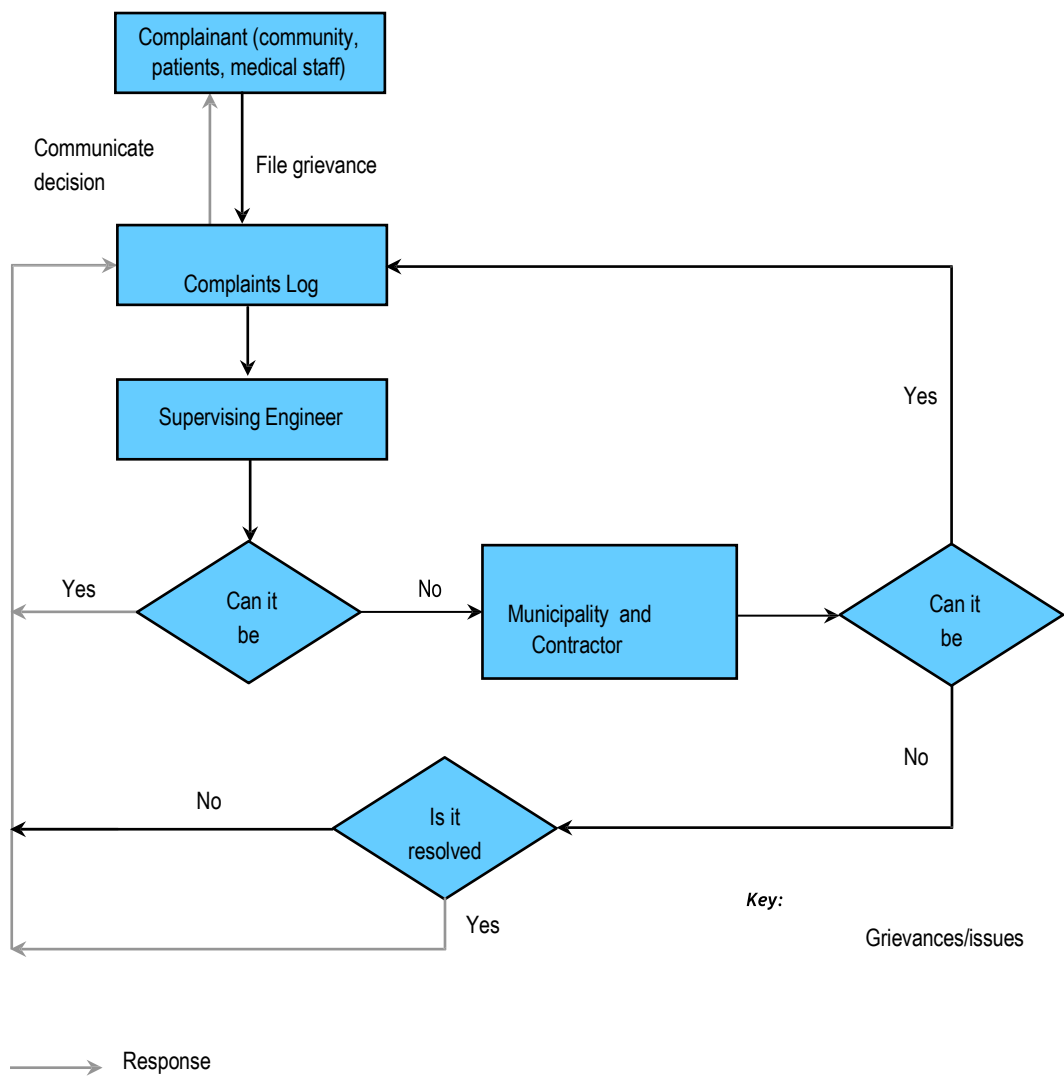 Complainant (community,
patients, medical staff)
Communicate
decision
File grievance
Complaints Log
Yes
Supervising Engineer
Yes
Can it
be
No
Municipality and
Contractor
Can it
be
No
No
Is it
resolved
Key:
Yes
Grievances/issues
Response